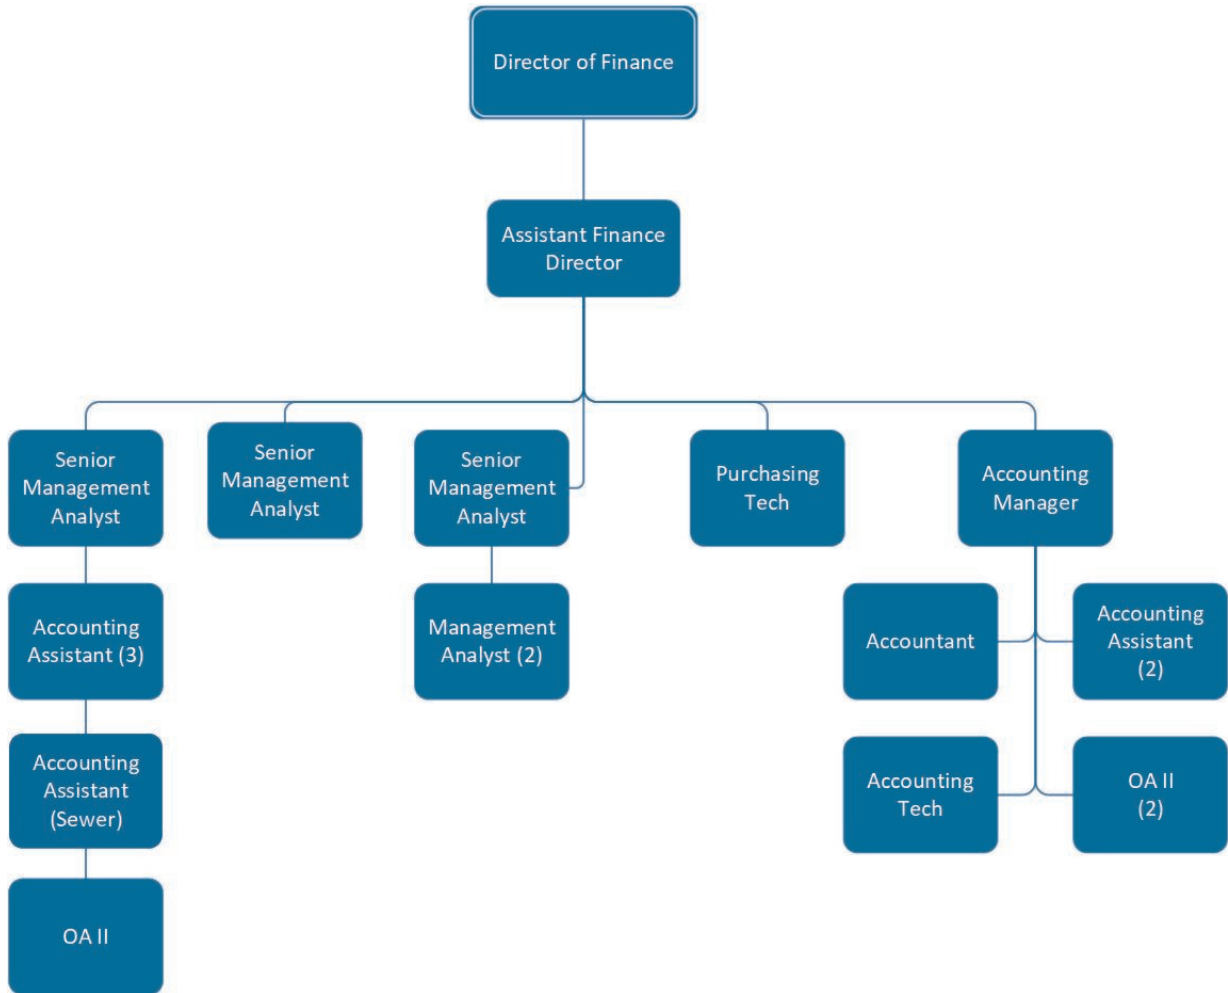 Director of Finance
Assistant Finance
Director
Senior
Management
Analyst
Senior
Management
Analyst
Senior
Management
Analyst
Purchasing
Tech
Accounting
Manager
Accounting
Assistant (3)
Management
Analyst (2)
Accountant
Accounting
Assistant
(2)
Accounting
Assistant
(Sewer)
Accounting
Tech
OA II
(2)
OA II